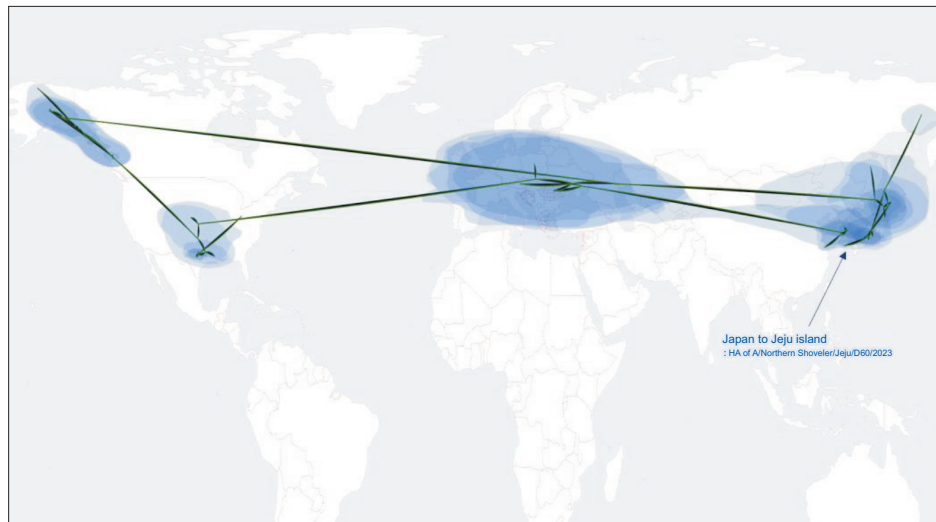 Japan to Jeju island
: HA of A/Northern Shoveler/Jeju/D60/2023